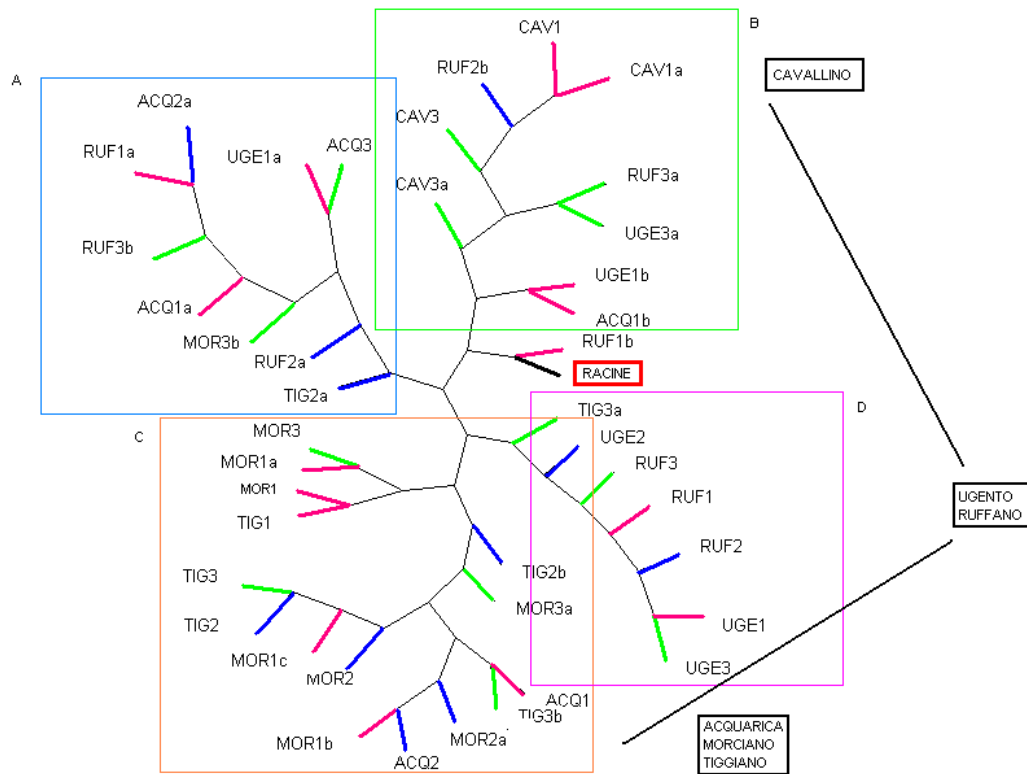 A
ACQ2a
RUF1a
UGE1a
ACQ3
RUF3b
ACQ1a
MOR3b
RUF2a
TIG2a
B
CAV1
RUF2b
CAV1a
CAV3
RUF3a
CAV3a
UGE3a
UGE1b
ACQ1b
RUF1b
RACINE
CAVALLINO
C
MOR3
MOR1a
MOR1
TIG1
TIG2b
TIG3
MOR3a
TIG2
MOR1c
MOR2
ACQ1
TIG3b
MOR1b
MOR2a
ACQ2
D
TIG3a
UGE2
RUF3
RUF1
RUF2
UGE1
UGE3
UGENTO
RUFFANO
ACQUARICA
MORCIANO
TIGGIANO